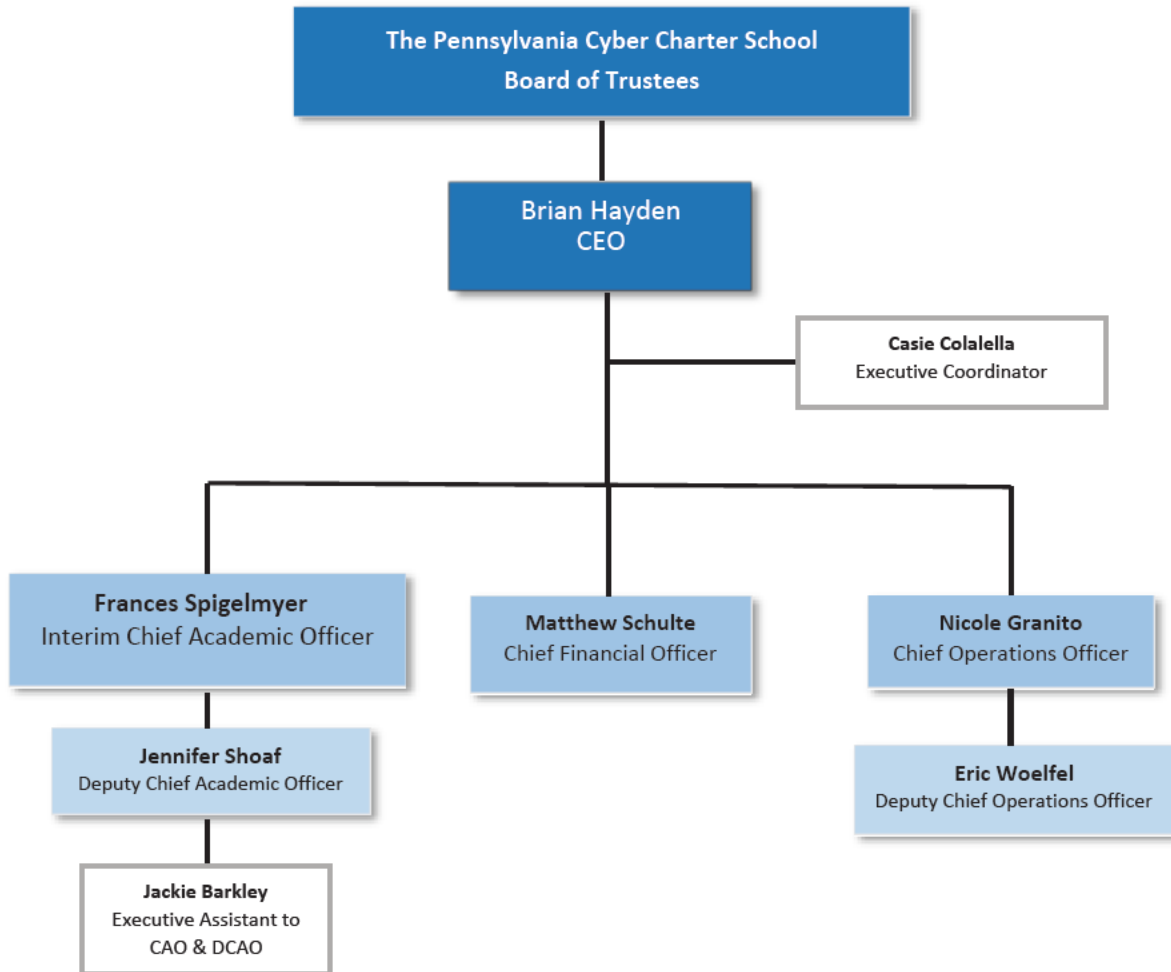 The Pennsylvania Cyber Charter School
Board of Trustees
Brian Hayden
CEO
Casie Colalella
Executive Coordinator
Frances Spigelmyer
Interim Chief Academic Officer
Matthew Schulte
Chief Financial Officer
Nicole Granito
Chief Operations Officer
Jennifer Shoaf
Deputy Chief Academic Officer
Eric Woelfel
Deputy Chief Operations Officer
Jackie Barkley
Executive Assistant to
CAO & DCAO